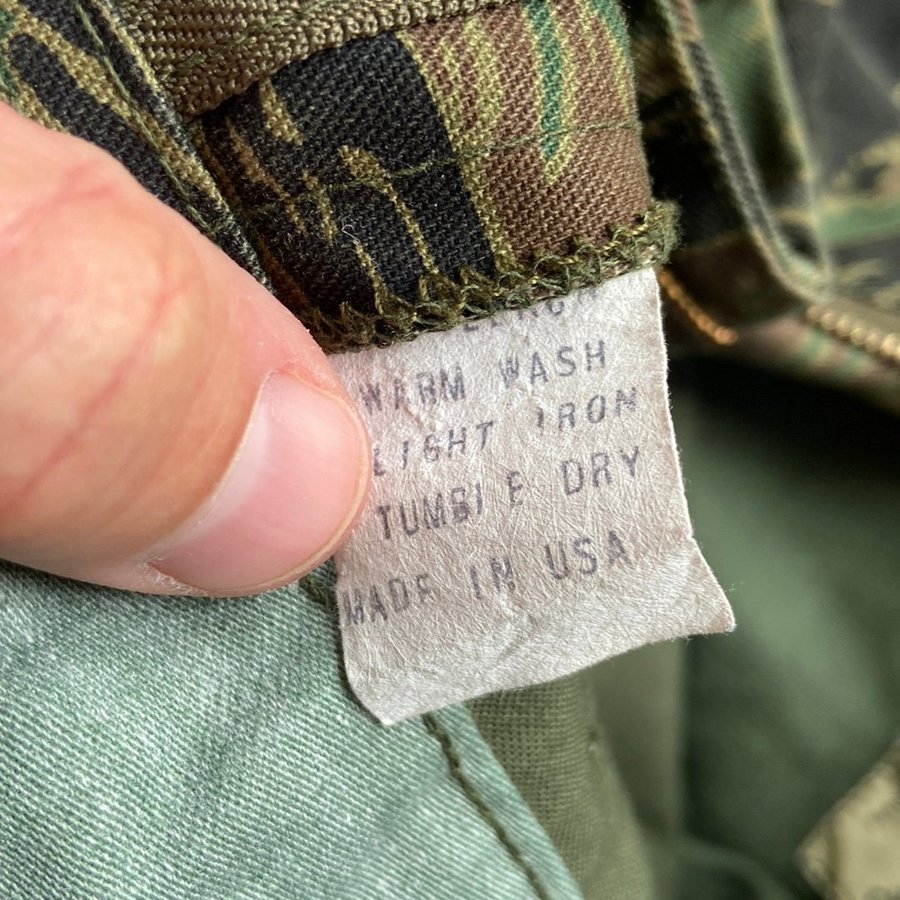 WARM WASH
LIGHT IRON
TUMBLE DRY
MADE IN USA